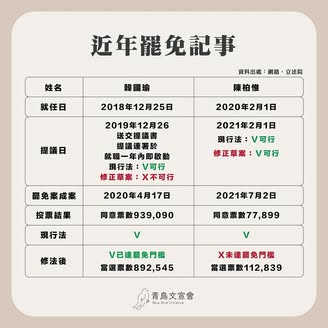 近年罷免記事
資料出處：網路、立法院
姓名 韓國瑜 陳柏惟
就任日 2018年12月25日 2020年2月1日
提議日
2019年12月26
送交提議書
提議連署於
就職一年內即啟動
現行法：V可行
修正草案：X不可行
2021年2月1日
現行法：V可行
修正草案：V可行
罷免案成案 2020年4月17日 2021年7月2日
投票結果 同意票數939,090 同意票數77,899
現行法 V V
修法後
V已達罷免門檻
當選票數892,545
X未達罷免門檻
當選票數112,839
青鳥文宣會
Blue Bird Initiative